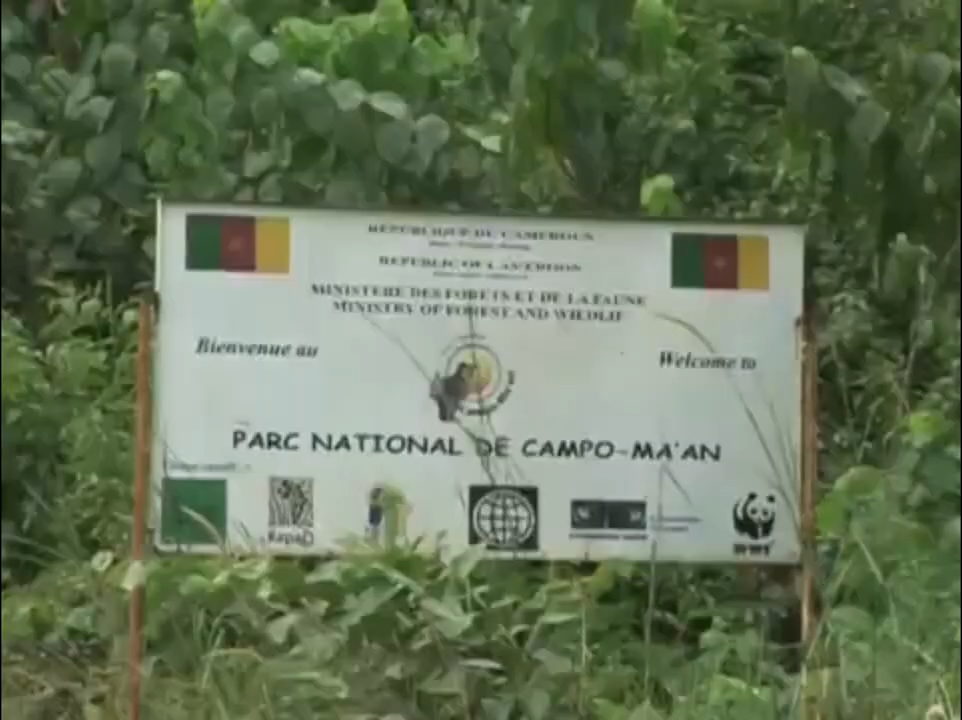 REPUBLIQUE DU CAMEROUN
REPUBLIC OF CAMEROON
MINISTERE DES FORETS ET DE LA FAUNE
MINISTRY OF FOREST AND WILDLIF
Bienvenue au
Welcome to
PARC NATIONAL DE CAMPO-MA'AN
KepaD
WWF